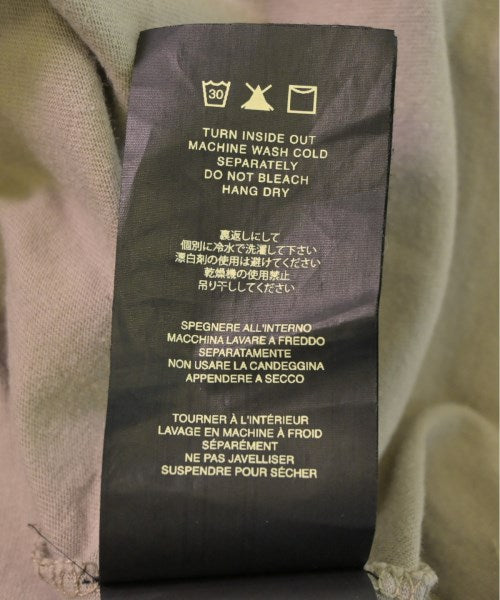 30
TURN INSIDE OUT
MACHINE WASH COLD
SEPARATELY
DO NOT BLEACH
HANG DRY
裏返しにして
個別に冷水で洗濯して下さい
漂白剤の使用は避けてください
乾燥機の使用禁止
吊り干ししてください
SPEGNERE ALL'INTERNO
MACCHINA LAVARE A FREDDO
SEPARATAMENTE
NON USARE LA CANDEGGINA
APPENDERE A SECCO
TOURNER À L'INTÉRIEUR
LAVAGE EN MACHINE À FROID
SÉPARÉMENT
NE PAS JAVELLISER
SUSPENDRE POUR SÉCHER